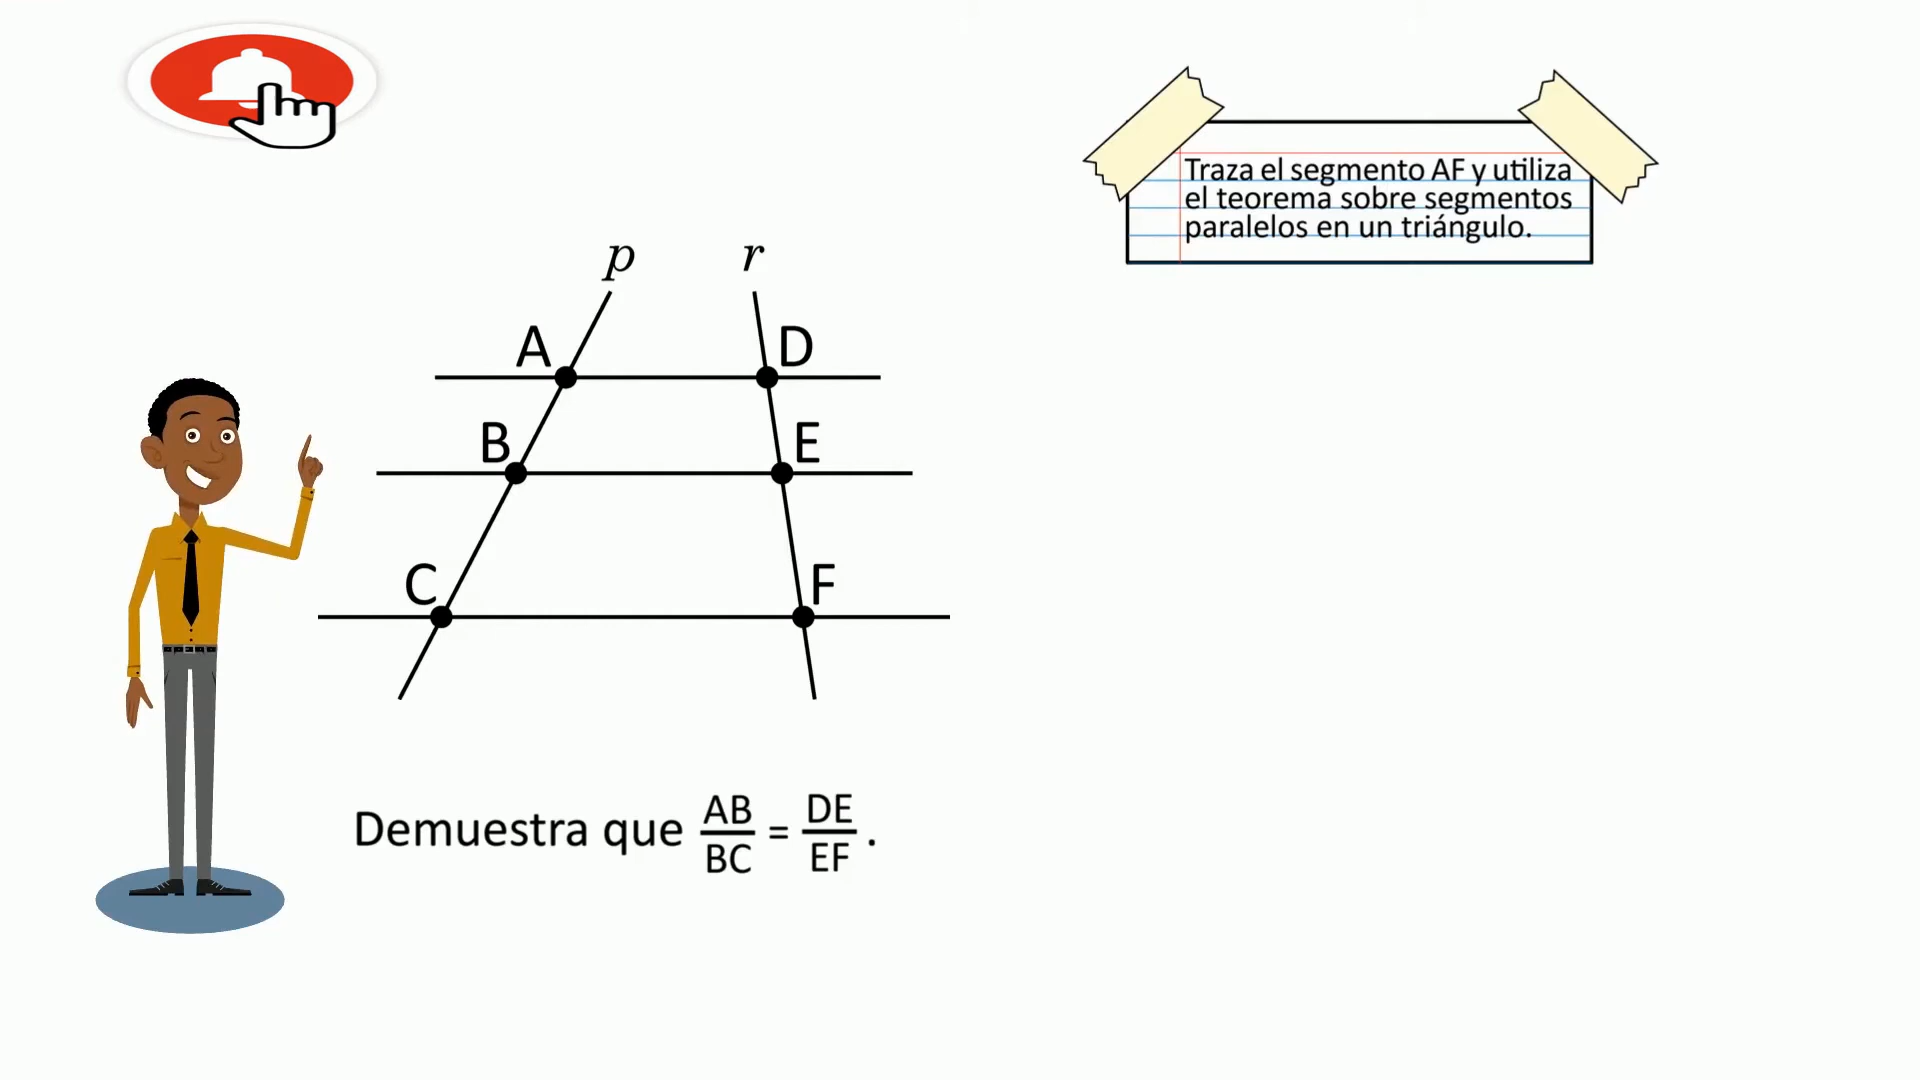 Traza el segmento AF y utiliza
el teorema sobre segmentos
paralelos en un triángulo.
p r
A D
B E
C F
Demuestra que AB/BC = DE/EF .